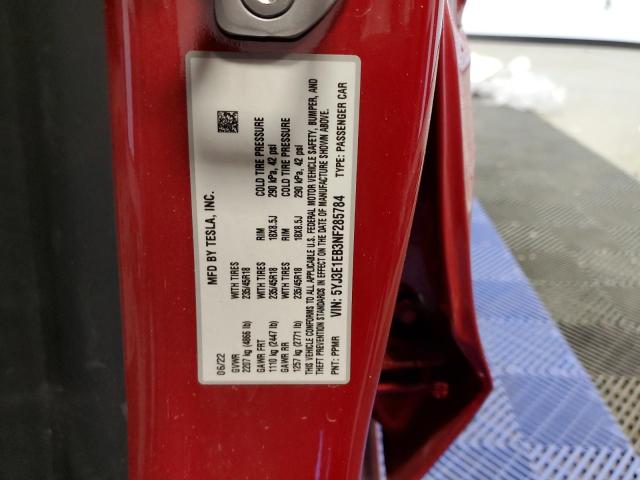 MFD BY TESLA, INC.
06/22
GVWR WITH TIRES RIM COLD TIRE PRESSURE
2207 kg (4866 lb) 235/45R18 18X8.5J 290 kPa, 42 psi
GAWR FRT WITH TIRES RIM COLD TIRE PRESSURE
1110 kg (2447 lb) 235/45R18 18X8.5J 290 kPa, 42 psi
GAWR RR
1257 kg (2771 lb)
THIS VEHICLE CONFORMS TO ALL APPLICABLE U.S. FEDERAL MOTOR VEHICLE SAFETY, BUMPER, AND
THEFT PREVENTION STANDARDS IN EFFECT ON THE DATE OF MANUFACTURE SHOWN ABOVE.
VIN: 5YJ3E1EB3NF285784
PNT: PPMR TYPE: PASSENGER CAR